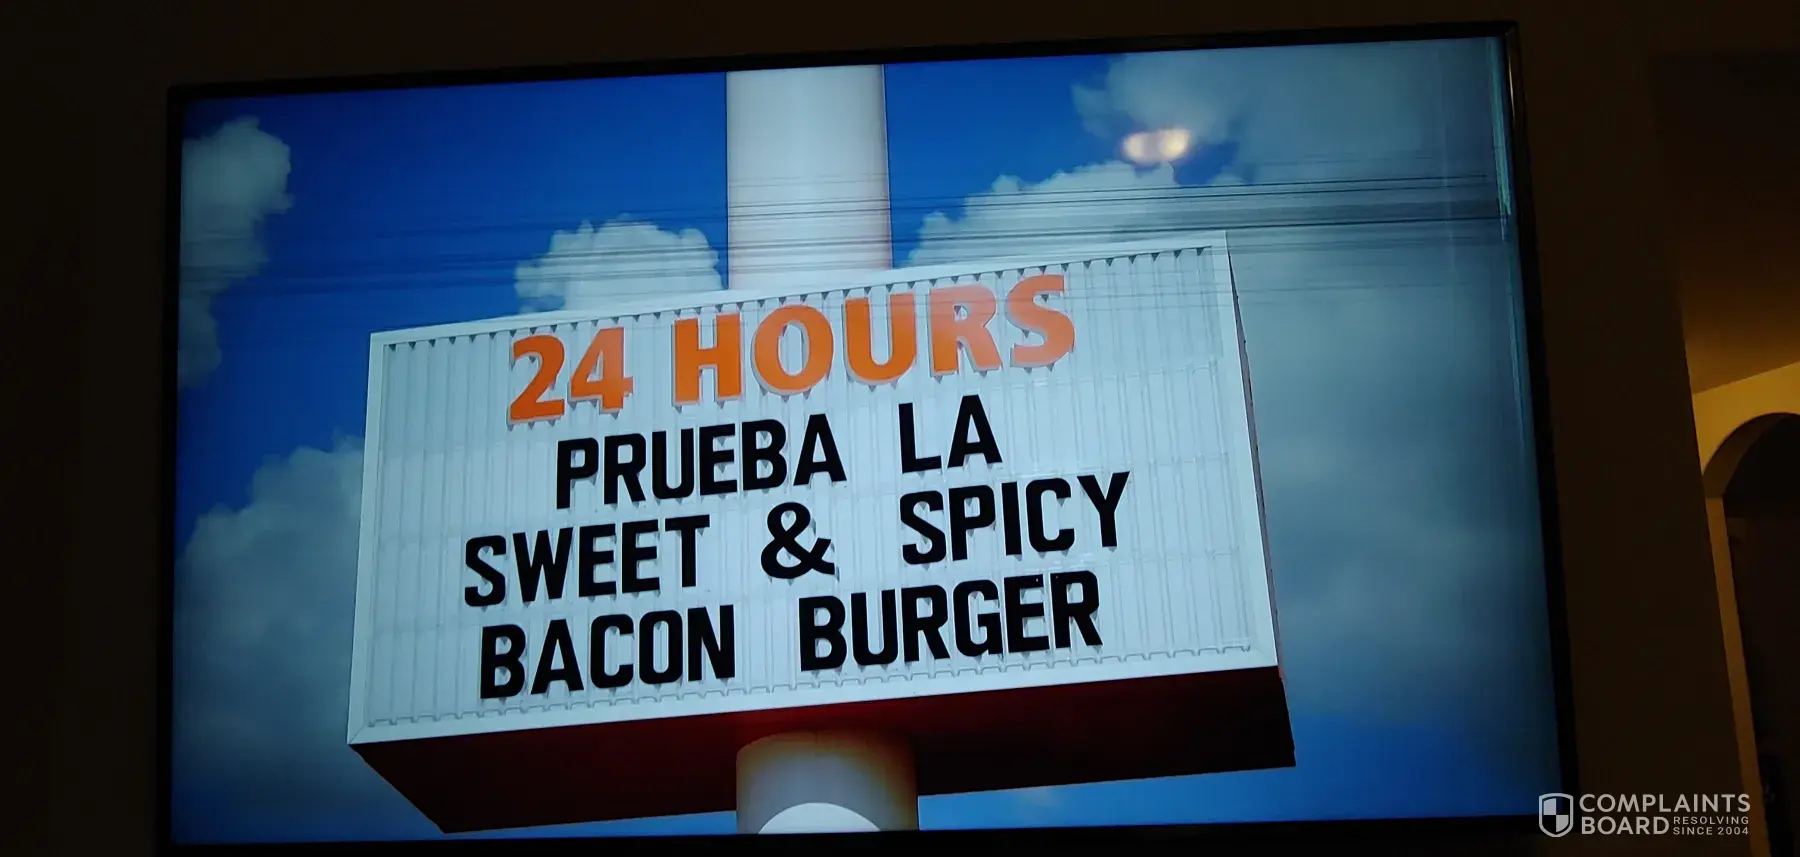 24 HOURS
PRUEBA LA
SWEET & SPICY
BACON BURGER
COMPLAINTS
BOARD RESOLVING
SINCE 2004